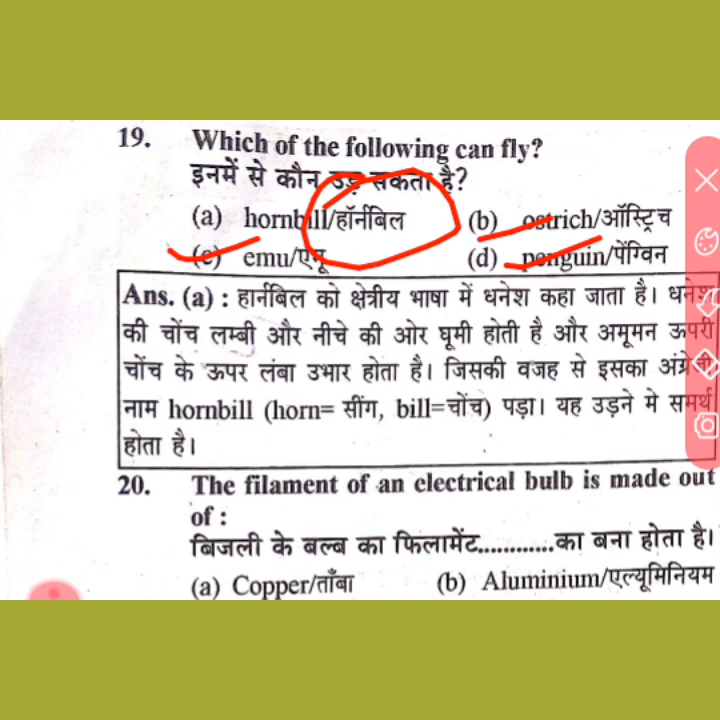 19. Which of the following can fly?
इनमें से कौन उड़ सकता है?
(a) hornbill/हॉर्नबिल (b) ostrich/ऑस्ट्रिच
(c) emu/एमू (d) penguin/पेंग्विन
Ans. (a) : हार्नबिल को क्षेत्रीय भाषा में धनेश कहा जाता है। धनेश
की चोंच लम्बी और नीचे की ओर घूमी होती है और अमूमन ऊपरी
चोंच के ऊपर लंबा उभार होता है। जिसकी वजह से इसका अंग्रेजी
नाम hornbill (horn= सींग, bill=चोंच) पड़ा। यह उड़ने मे समर्थ
होता है।
20. The filament of an electrical bulb is made out
of :
बिजली के बल्ब का फिलामेंट............का बना होता है।
(a) Copper/ताँबा (b) Aluminium/एल्यूमिनियम